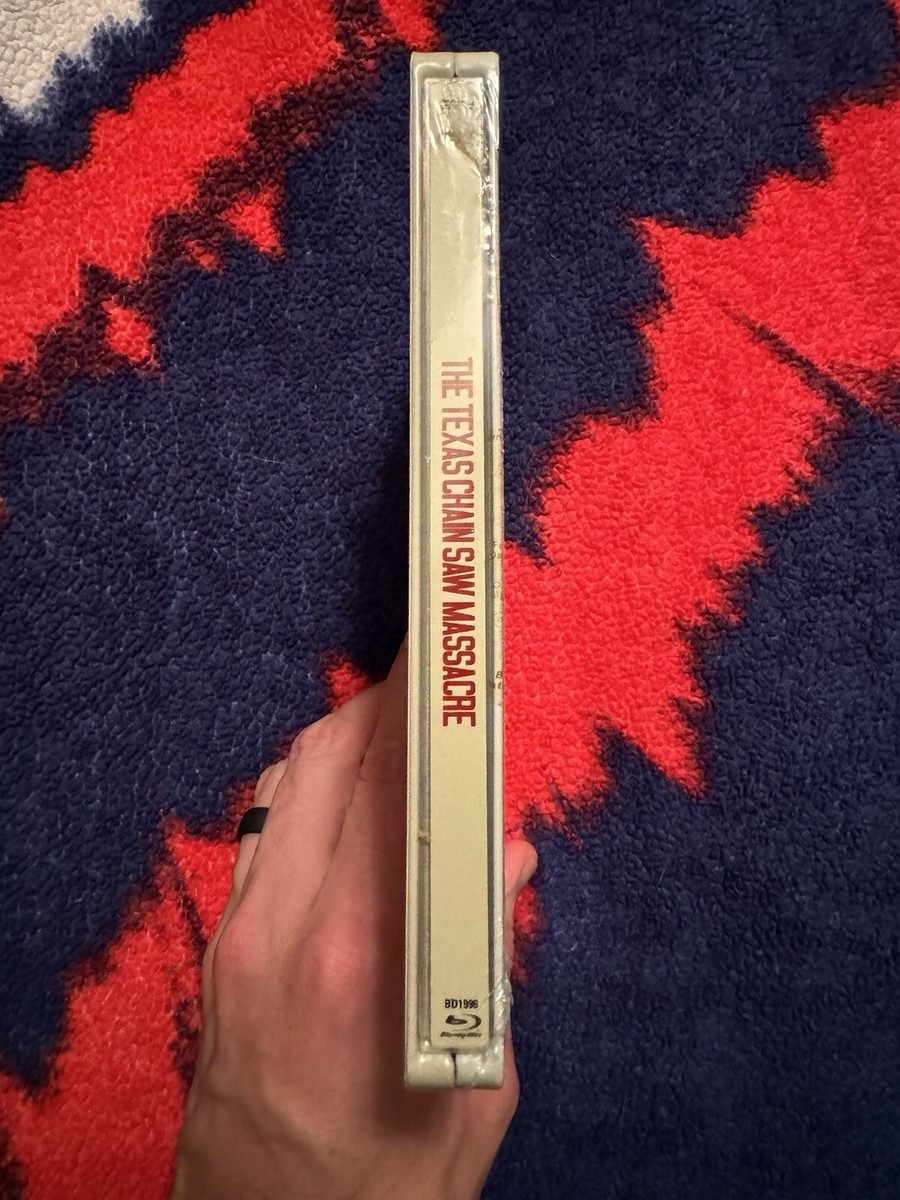 THE TEXAS CHAIN SAW MASSACRE
BD1996
Blu-ray Disc